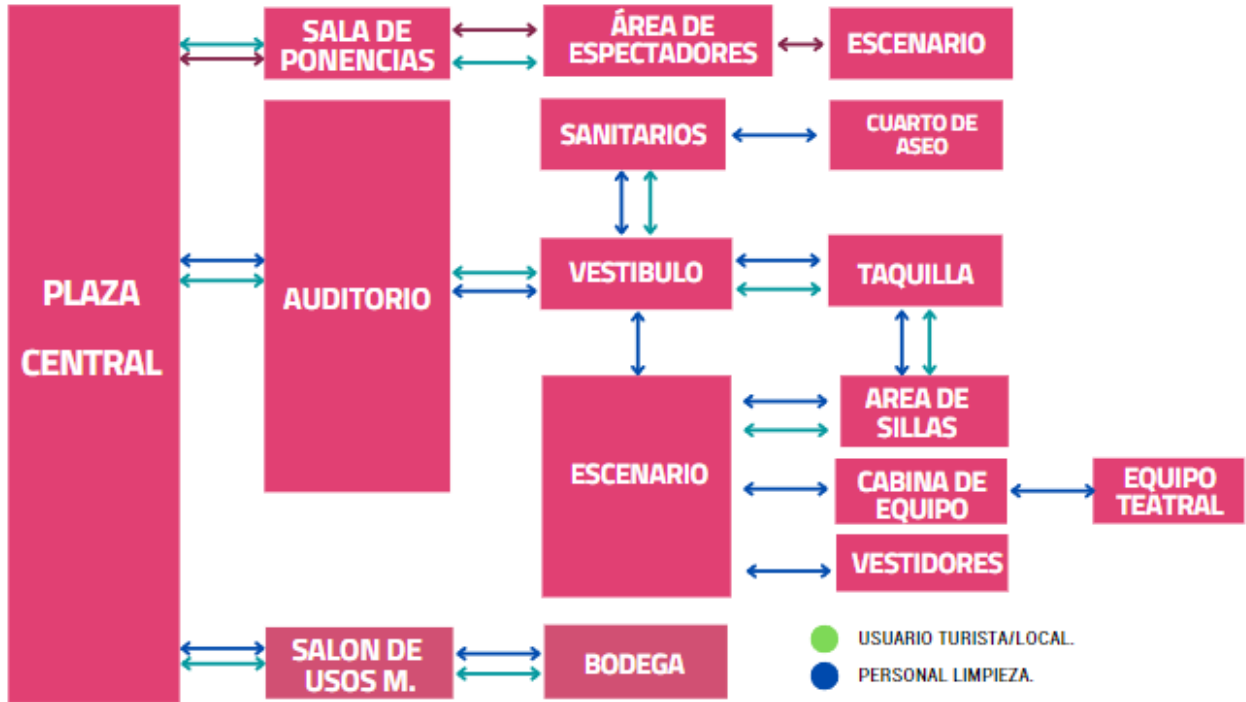 PLAZA
CENTRAL
SALA DE
PONENCIAS
ÁREA DE
ESPECTADORES
ESCENARIO
AUDITORIO
SANITARIOS
CUARTO DE
ASEO
VESTIBULO
TAQUILLA
ESCENARIO
AREA DE
SILLAS
CABINA DE
EQUIPO
EQUIPO
TEATRAL
VESTIDORES
SALON DE
USOS M.
BODEGA
USUARIO TURISTA/LOCAL.
PERSONAL LIMPIEZA.